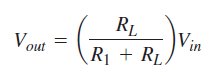 V_out = (R_L / (R_1 + R_L)) V_in